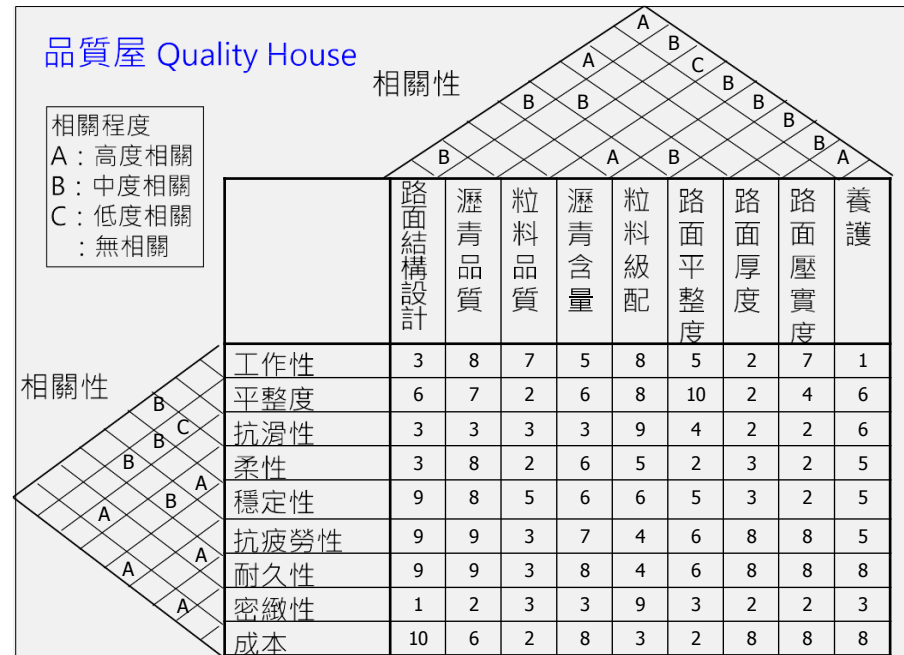 品質屋 Quality House
相關性
相關程度
A：高度相關
B：中度相關
C：低度相關
：無相關
A
B
A
C
B
B
B
B
B
B
B
A
B
A
路面結構設計
瀝青品質
粒料品質
瀝青含量
粒料級配
路面平整度
路面厚度
路面壓實度
養護
相關性
B
C
B
B
A
B
A
A
A
A
工作性 3 8 7 5 8 5 2 7 1
平整度 6 7 2 6 8 10 2 4 6
抗滑性 3 3 3 3 9 4 2 2 6
柔性 3 8 2 6 5 2 3 2 5
穩定性 9 8 5 6 6 5 3 2 5
抗疲勞性 9 9 3 7 4 6 8 8 5
耐久性 9 9 3 8 4 6 8 8 8
密緻性 1 2 3 3 9 3 2 2 3
成本 10 6 2 8 3 2 8 8 8